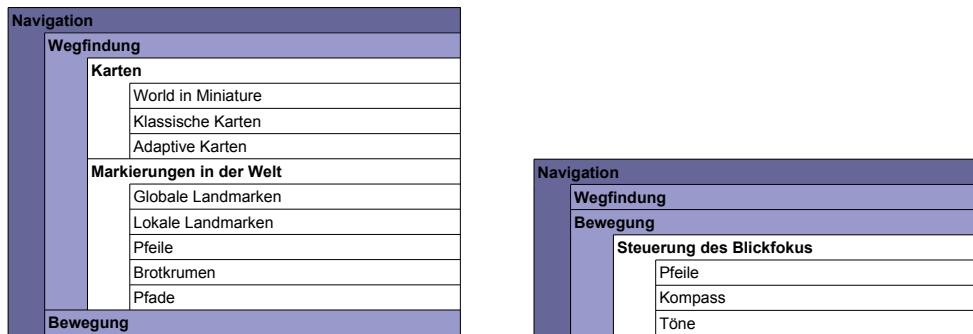 Navigation
Wegfindung
Karten
World in Miniature
Klassische Karten
Adaptive Karten
Markierungen in der Welt
Globale Landmarken
Lokale Landmarken
Pfeile
Brotkrumen
Pfade
Bewegung
Navigation
Wegfindung
Bewegung
Steuerung des Blickfokus
Pfeile
Kompass
Töne